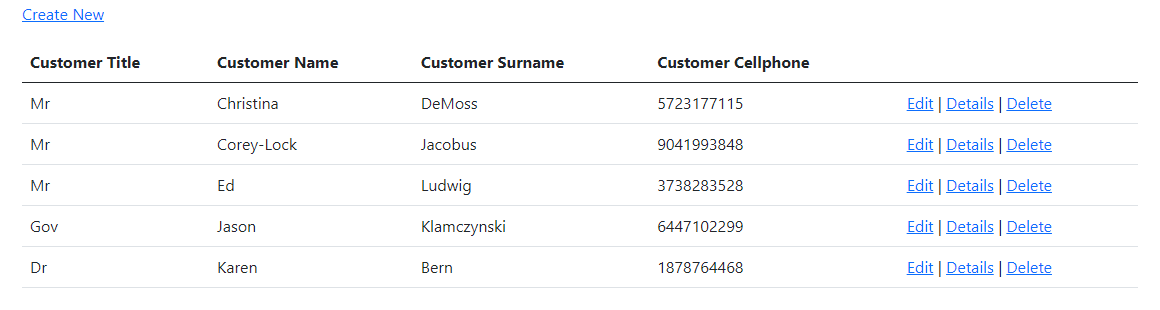 Create New
Customer Title Customer Name Customer Surname Customer Cellphone
Mr Christina DeMoss 5723177115 Edit | Details | Delete
Mr Corey-Lock Jacobus 9041993848 Edit | Details | Delete
Mr Ed Ludwig 3738283528 Edit | Details | Delete
Gov Jason Klamczynski 6447102299 Edit | Details | Delete
Dr Karen Bern 1878764468 Edit | Details | Delete